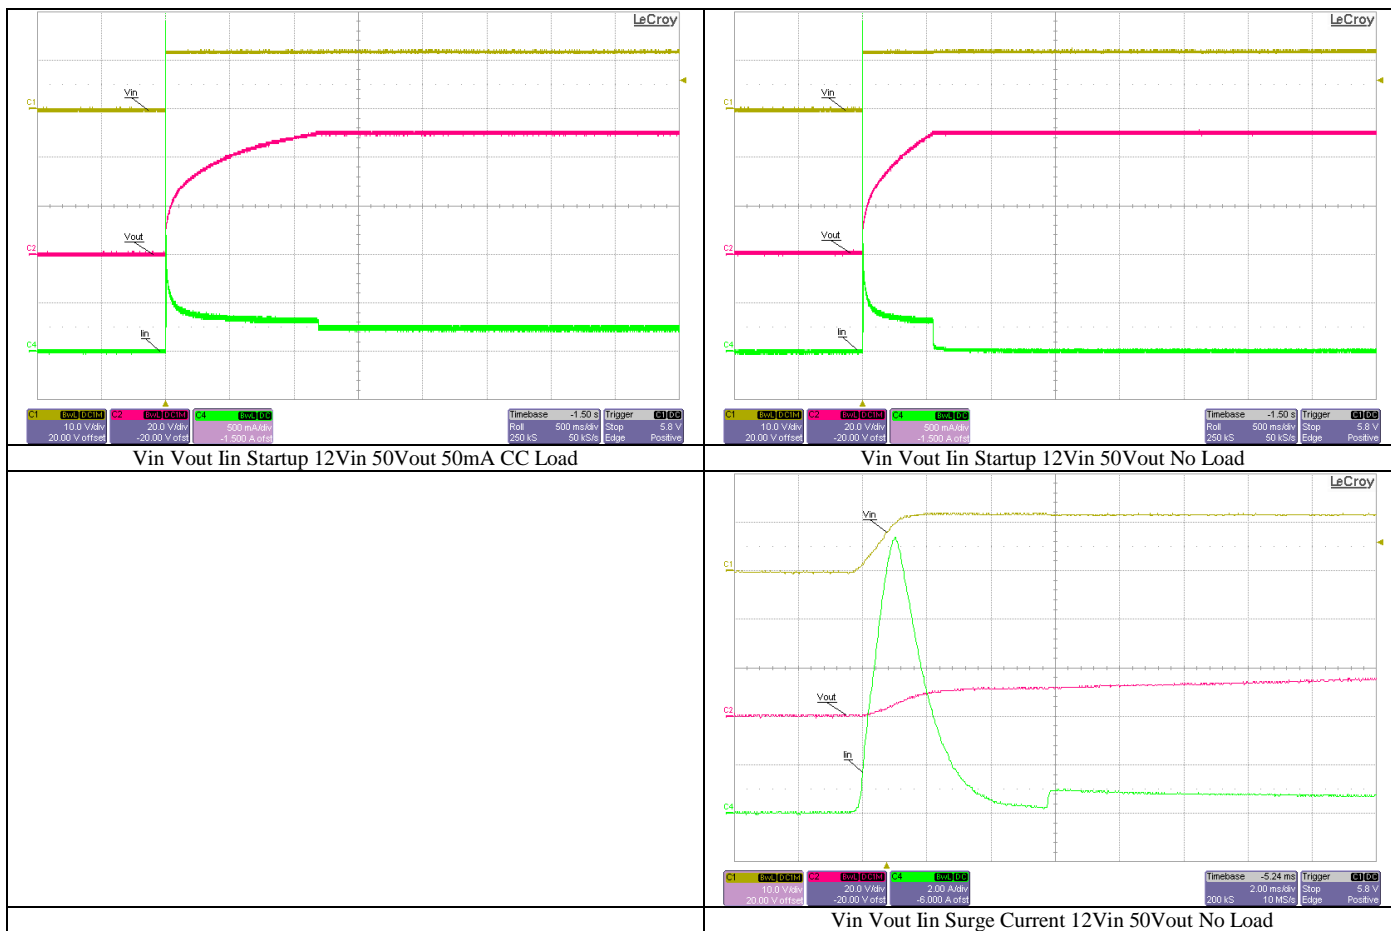 LeCroy
Vin
C1
Vout
C2
Iin
C4
C1 BwL DC1M
10.0 V/div
20.00 V offset
C2 BwL DC1M
20.0 V/div
-20.00 V ofst
C4 BwL DC
500 mA/div
-1.500 A ofst
Timebase -1.50 s
Roll 500 ms/div
250 kS 50 kS/s
Trigger C1 DC
Stop 5.8 V
Edge Positive
Vin Vout Iin Startup 12Vin 50Vout 50mA CC Load
LeCroy
Vin
C1
Vout
C2
Iin
C4
C1 BwL DC1M
10.0 V/div
20.00 V offset
C2 BwL DC1M
20.0 V/div
-20.00 V ofst
C4 BwL DC
500 mA/div
-1.500 A ofst
Timebase -1.50 s
Roll 500 ms/div
250 kS 50 kS/s
Trigger C1 DC
Stop 5.8 V
Edge Positive
Vin Vout Iin Startup 12Vin 50Vout No Load
LeCroy
Vin
C1
Vout
C2
Iin
C4
C1 BwL DC1M
10.0 V/div
20.00 V offset
C2 BwL DC1M
20.0 V/div
-20.00 V ofst
C4 BwL DC
2.00 A/div
-6.000 A ofst
Timebase -5.24 ms
2.00 ms/div
200 kS 10 MS/s
Trigger C1 DC
Stop 5.8 V
Edge Positive
Vin Vout Iin Surge Current 12Vin 50Vout No Load